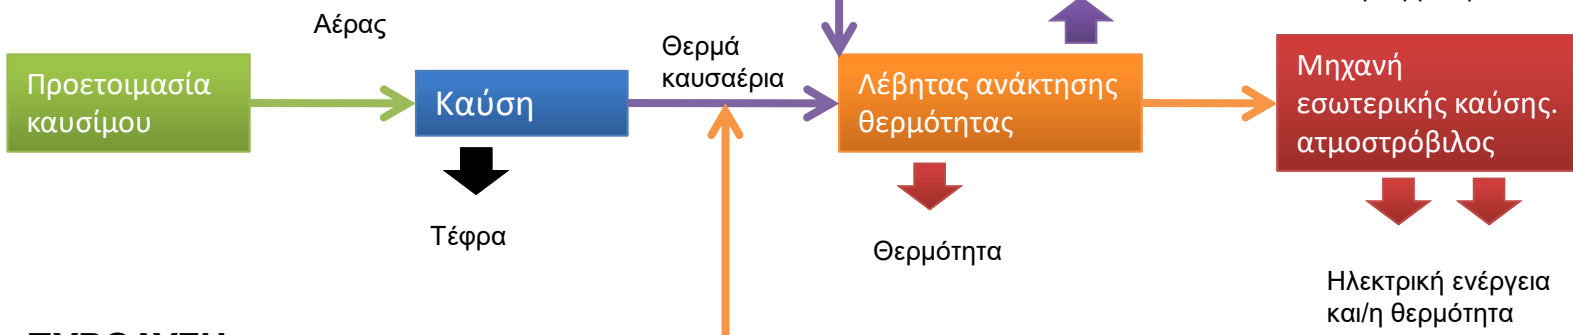 Αέρας
Προετοιμασία
καυσίμου
Καύση
Θερμά
καυσαέρια
Λέβητας ανάκτησης
θερμότητας
Μηχανή
εσωτερικής καύσης.
ατμοστρόβιλος
Τέφρα
Θερμότητα
Ηλεκτρική ενέργεια
και/η θερμότητα